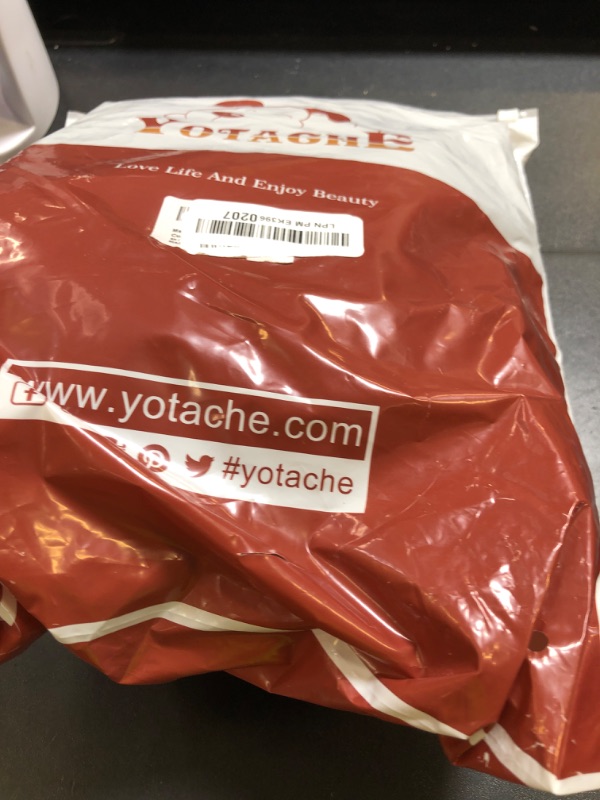 YOTACHE
Love Life And Enjoy Beauty
LPN PM EK396 0207
www.yotache.com
#yotache